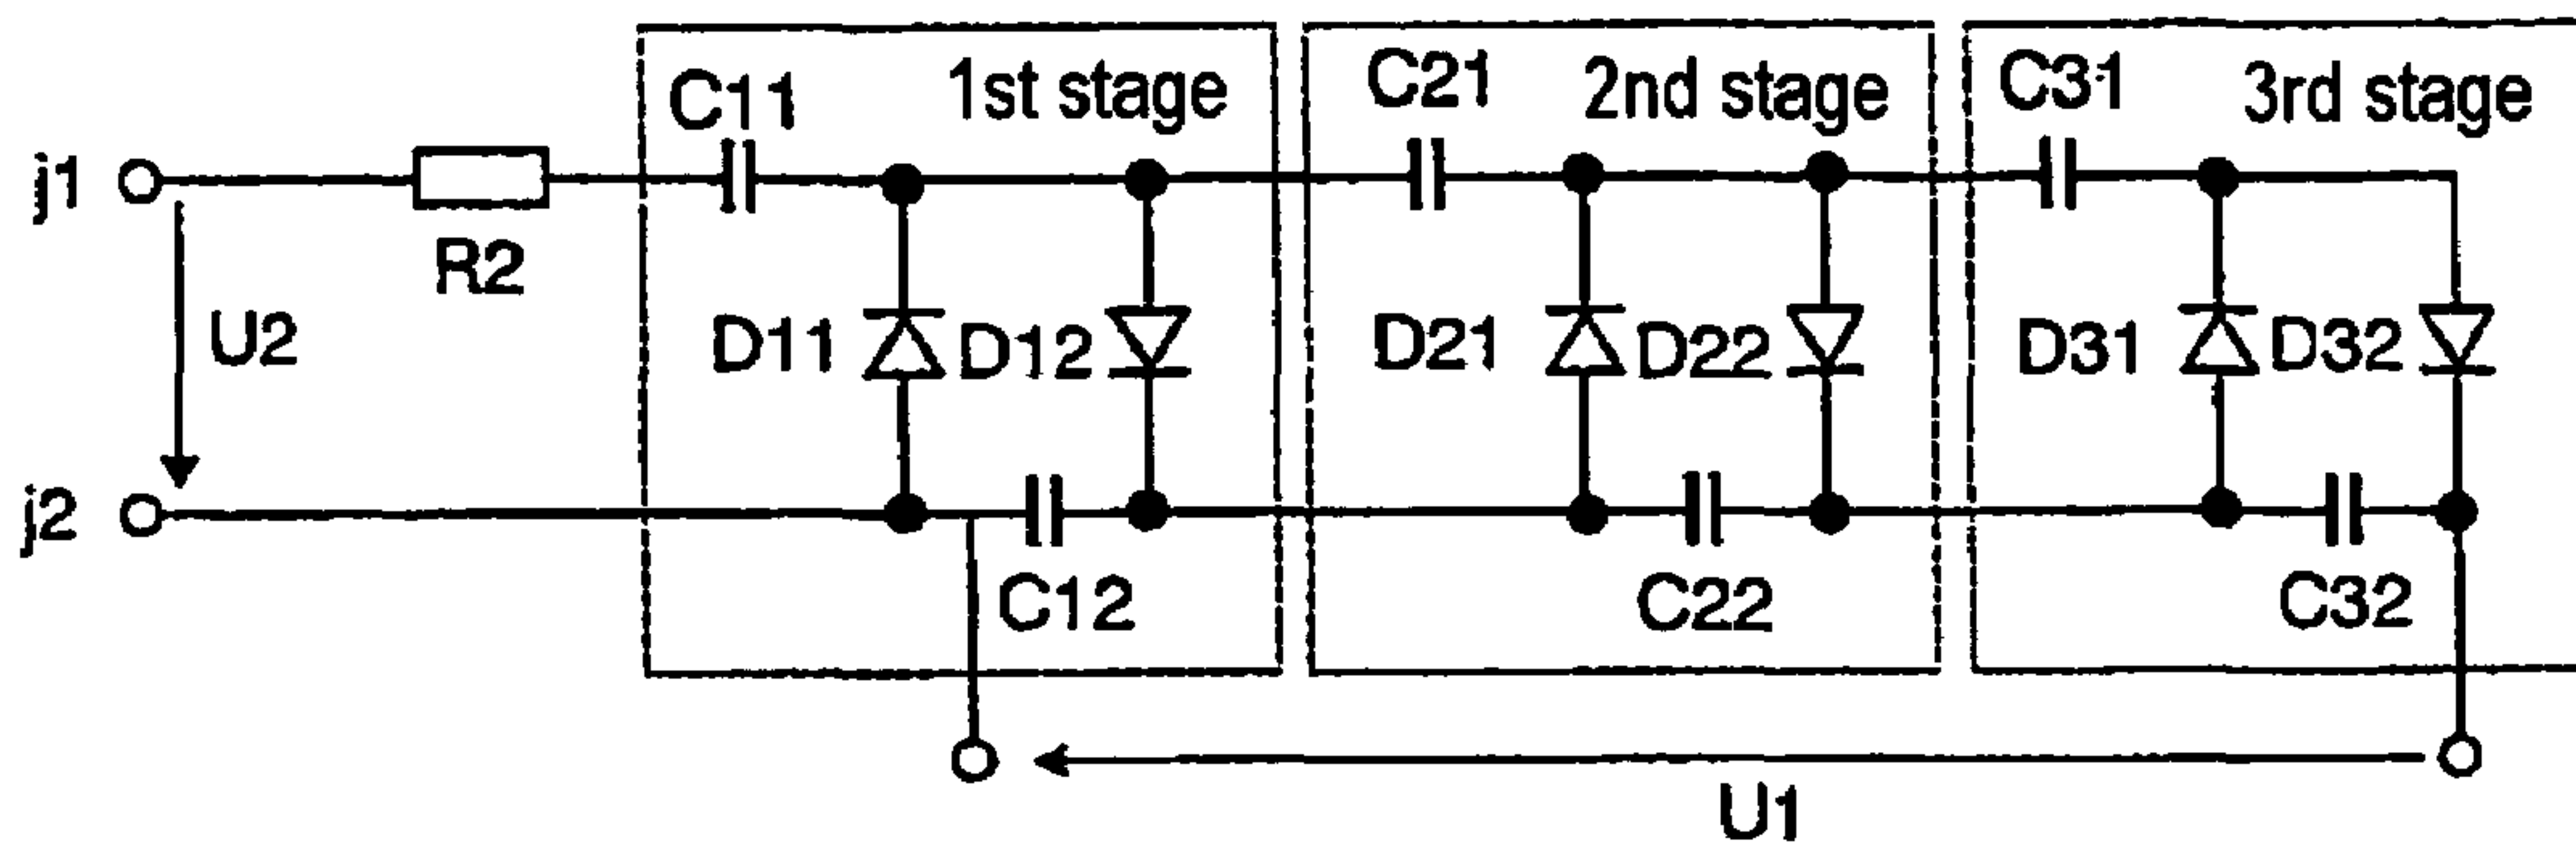 C11 1st stage C21 2nd stage C31 3rd stage
j1
R2
U2 D11 D12 D21 D22 D31 D32
j2
C12 C22 C32
U1